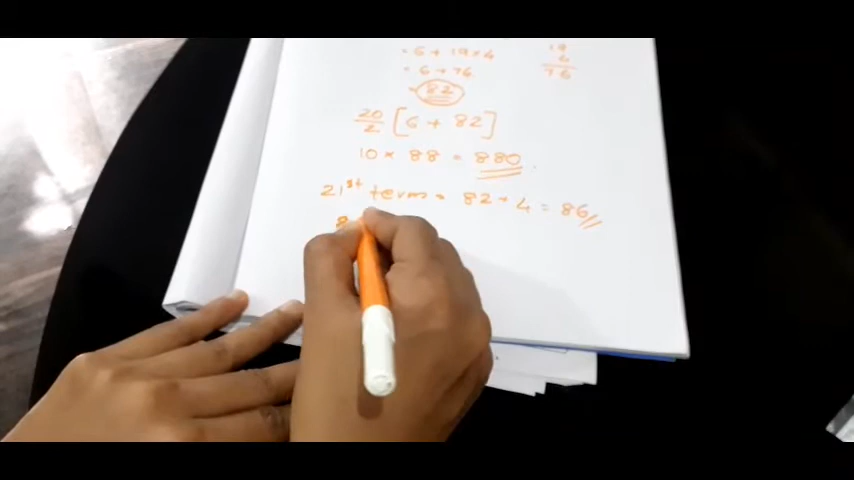 = 6 + 19 × 4
= 6 + 76
= 82
19
4
76
20/2 [6 + 82]
10 × 88 = 880
21st term = 82 + 4 = 86
8